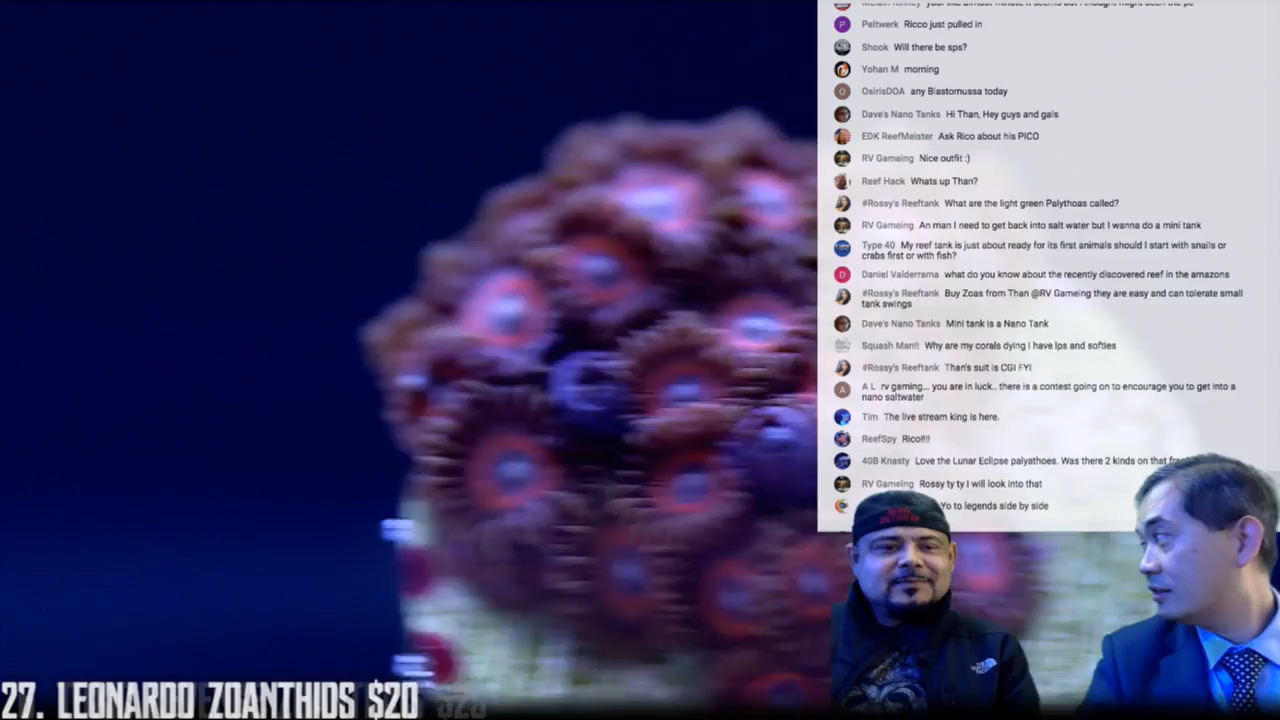 Peltwerk Ricco just pulled in
Shook Will there be sps?
Yohan M morning
OsirisDOA any Blastomussa today
Dave's Nano Tanks Hi Than, Hey guys and gals
EDK ReefMeister Ask Rico about his PICO
RV Gameing Nice outfit :)
Reef Hack Whats up Than?
#Rossy's Reeftank What are the light green Palythoas called?
RV Gameing An man I need to get back into salt water but I wanna do a mini tank
Type 40 My reef tank is just about ready for its first animals should I start with snails or
crabs first or with fish?
Daniel Valderrama what do you know about the recently discovered reef in the amazons
#Rossy's Reeftank Buy Zoas from Than @RV Gameing they are easy and can tolerate small
tank swings
Dave's Nano Tanks Mini tank is a Nano Tank
Squash Man!! Why are my corals dying I have lps and softies
#Rossy's Reeftank Than's suit is CGI FYI
A L rv gaming... you are in luck.. there is a contest going on to encourage you to get into a
nano saltwater
Tim The live stream king is here.
ReefSpy Rico!!!!
40B Knasty Love the Lunar Eclipse palyathoes. Was there 2 kinds on that
RV Gameing Rossy ty ty I will look into that
Yo to legends side by side
27. LEONARDO ZOANTHIDS $20